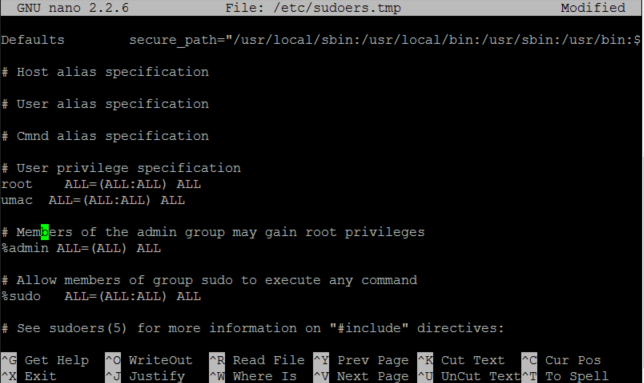 GNU nano 2.2.6 File: /etc/sudoers.tmp Modified
Defaults secure_path="/usr/local/sbin:/usr/local/bin:/usr/sbin:/usr/bin:$
# Host alias specification
# User alias specification
# Cmnd alias specification
# User privilege specification
root ALL=(ALL:ALL) ALL
umac ALL=(ALL:ALL) ALL
# Members of the admin group may gain root privileges
%admin ALL=(ALL) ALL
# Allow members of group sudo to execute any command
%sudo ALL=(ALL:ALL) ALL
# See sudoers(5) for more information on "#include" directives:
^G Get Help ^O WriteOut ^R Read File ^Y Prev Page ^K Cut Text ^C Cur Pos
^X Exit ^J Justify ^W Where Is ^V Next Page ^U UnCut Text ^T To Spell